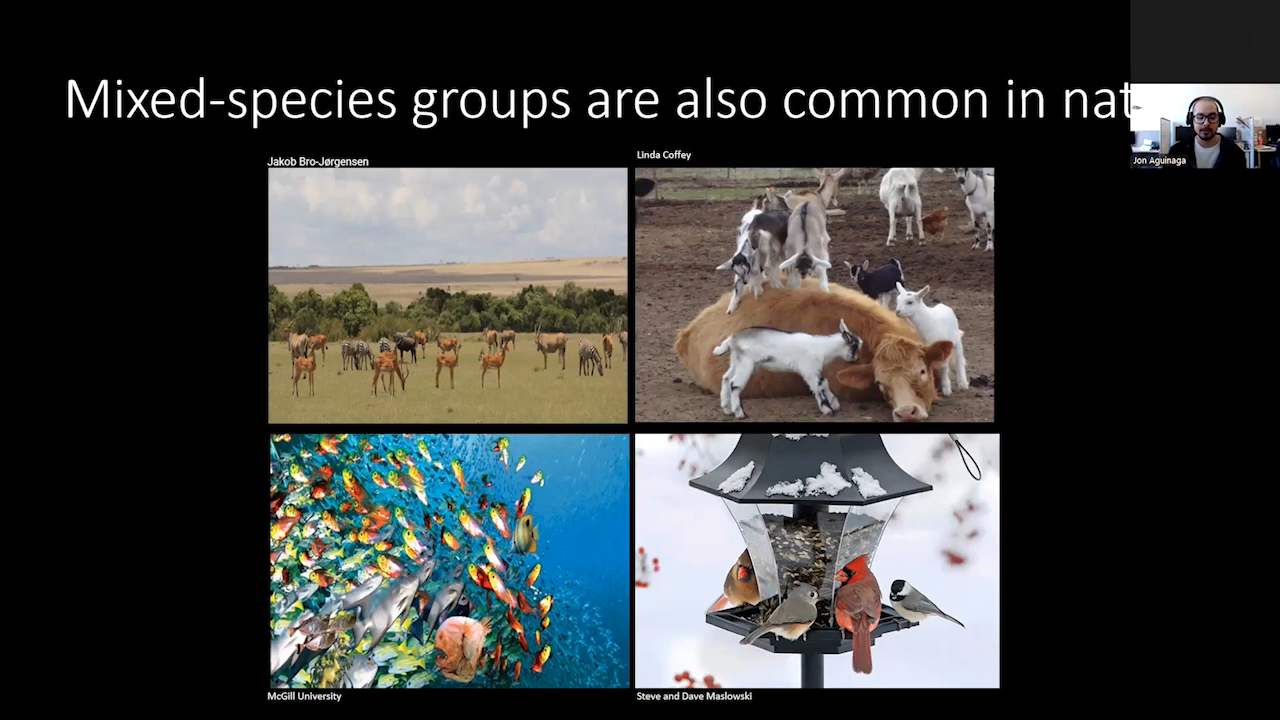 Mixed-species groups are also common in nat
Jon Aguinaga
Jakob Bro-Jørgensen
Linda Coffey
McGill University
Steve and Dave Maslowski